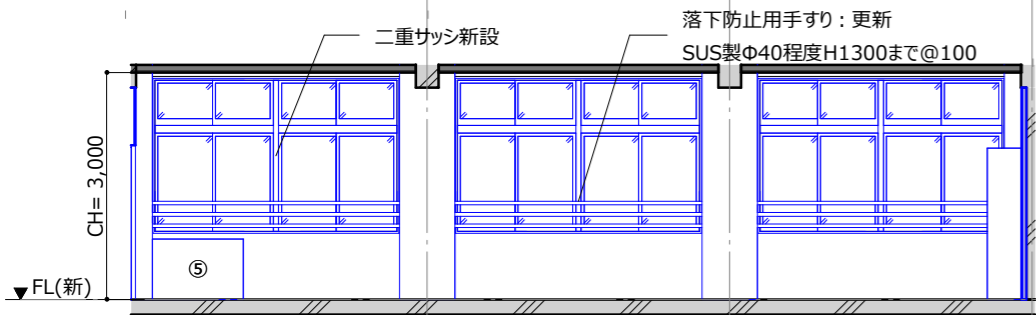 二重サッシ新設
落下防止用手すり：更新
SUS製Φ40程度H1300まで@100
CH= 3,000
⑤
FL(新)